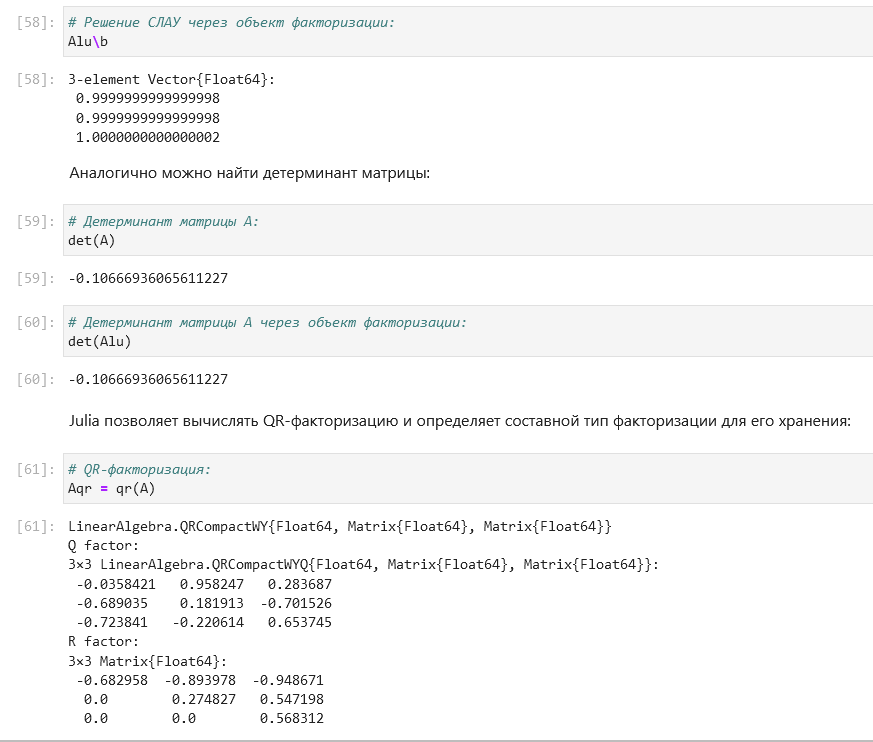 [58]: # Решение СЛАУ через объект факторизации:
Alu\b
[58]: 3-element Vector{Float64}:
0.9999999999999998
0.9999999999999998
1.0000000000000002
Аналогично можно найти детерминант матрицы:
[59]: # Детерминант матрицы A:
det(A)
[59]: -0.10666936065611227
[60]: # Детерминант матрицы A через объект факторизации:
det(Alu)
[60]: -0.10666936065611227
Julia позволяет вычислять QR-факторизацию и определяет составной тип факторизации для его хранения:
[61]: # QR-факторизация:
Aqr = qr(A)
[61]: LinearAlgebra.QRCompactWY{Float64, Matrix{Float64}, Matrix{Float64}}
Q factor:
3×3 LinearAlgebra.QRCompactWYQ{Float64, Matrix{Float64}, Matrix{Float64}}:
-0.0358421 0.958247 0.283687
-0.689035 0.181913 -0.701526
-0.723841 -0.220614 0.653745
R factor:
3×3 Matrix{Float64}:
-0.682958 -0.893978 -0.948671
0.0 0.274827 0.547198
0.0 0.0 0.568312